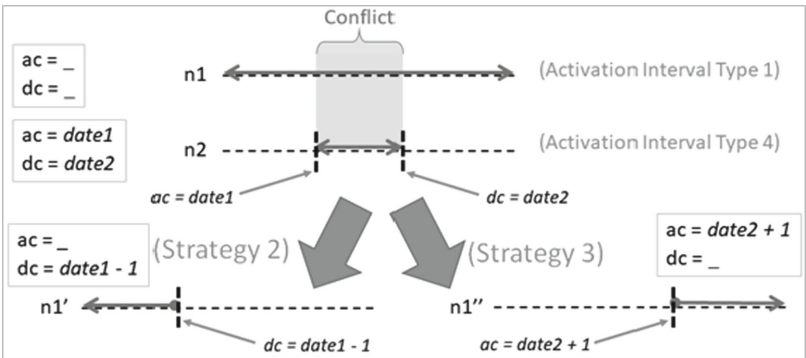 Conflict
ac = _
dc = _
n1
(Activation Interval Type 1)
ac = date1
dc = date2
n2
(Activation Interval Type 4)
ac = date1
dc = date2
ac = _
dc = date1 - 1
(Strategy 2)
(Strategy 3)
ac = date2 + 1
dc = _
n1'
n1''
dc = date1 - 1
ac = date2 + 1